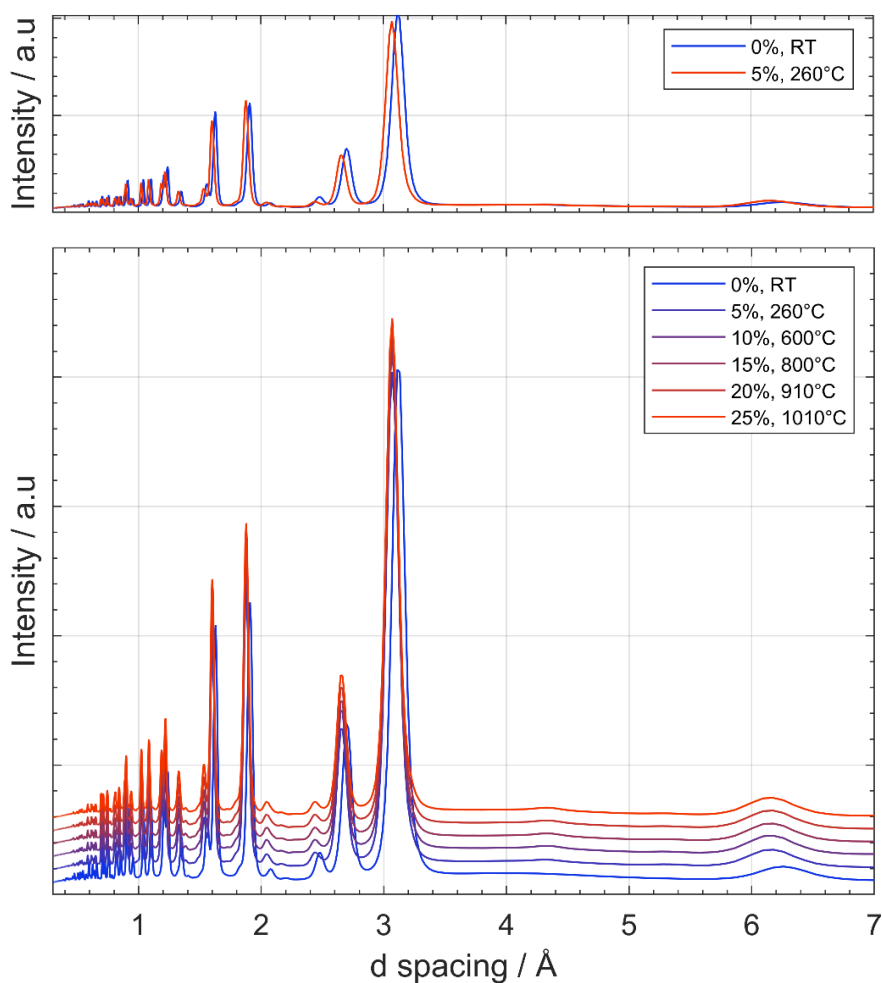 Intensity / a.u
0%, RT
5%, 260°C
Intensity / a.u
0%, RT
5%, 260°C
10%, 600°C
15%, 800°C
20%, 910°C
25%, 1010°C
1 2 3 4 5 6 7
d spacing / Å